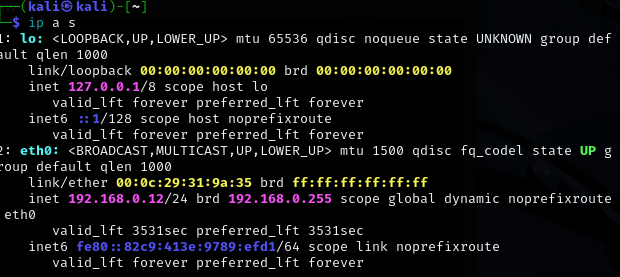 (kali㉿kali)-[~]
$ ip a s
1: lo: <LOOPBACK,UP,LOWER_UP> mtu 65536 qdisc noqueue state UNKNOWN group def
ault qlen 1000
link/loopback 00:00:00:00:00:00 brd 00:00:00:00:00:00
inet 127.0.0.1/8 scope host lo
valid_lft forever preferred_lft forever
inet6 ::1/128 scope host noprefixroute
valid_lft forever preferred_lft forever
2: eth0: <BROADCAST,MULTICAST,UP,LOWER_UP> mtu 1500 qdisc fq_codel state UP g
roup default qlen 1000
link/ether 00:0c:29:31:9a:35 brd ff:ff:ff:ff:ff:ff
inet 192.168.0.12/24 brd 192.168.0.255 scope global dynamic noprefixroute
eth0
valid_lft 3531sec preferred_lft 3531sec
inet6 fe80::82c9:413e:9789:efd1/64 scope link noprefixroute
valid_lft forever preferred_lft forever